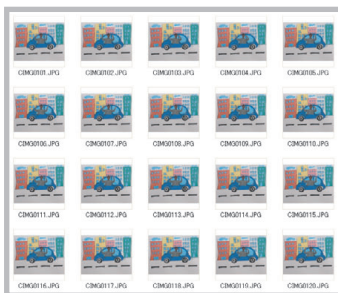 CIMG0101.JPG CIMG0102.JPG CIMG0103.JPG CIMG0104.JPG CIMG0105.JPG
CIMG0106.JPG CIMG0107.JPG CIMG0108.JPG CIMG0109.JPG CIMG0110.JPG
CIMG0111.JPG CIMG0112.JPG CIMG0113.JPG CIMG0114.JPG CIMG0115.JPG
CIMG0116.JPG CIMG0117.JPG CIMG0118.JPG CIMG0119.JPG CIMG0120.JPG